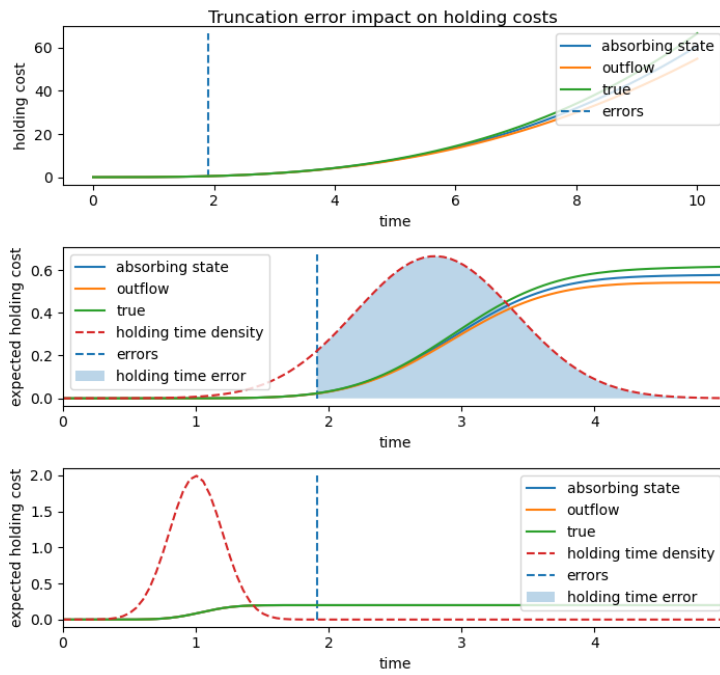 Truncation error impact on holding costs
holding cost
60
40
20
0
absorbing state
outflow
true
errors
0 2 4 6 8 10
time
expected holding cost
0.6
0.4
0.2
0.0
absorbing state
outflow
true
holding time density
errors
holding time error
0 1 2 3 4
time
expected holding cost
2.0
1.5
1.0
0.5
0.0
absorbing state
outflow
true
holding time density
errors
holding time error
0 1 2 3 4
time